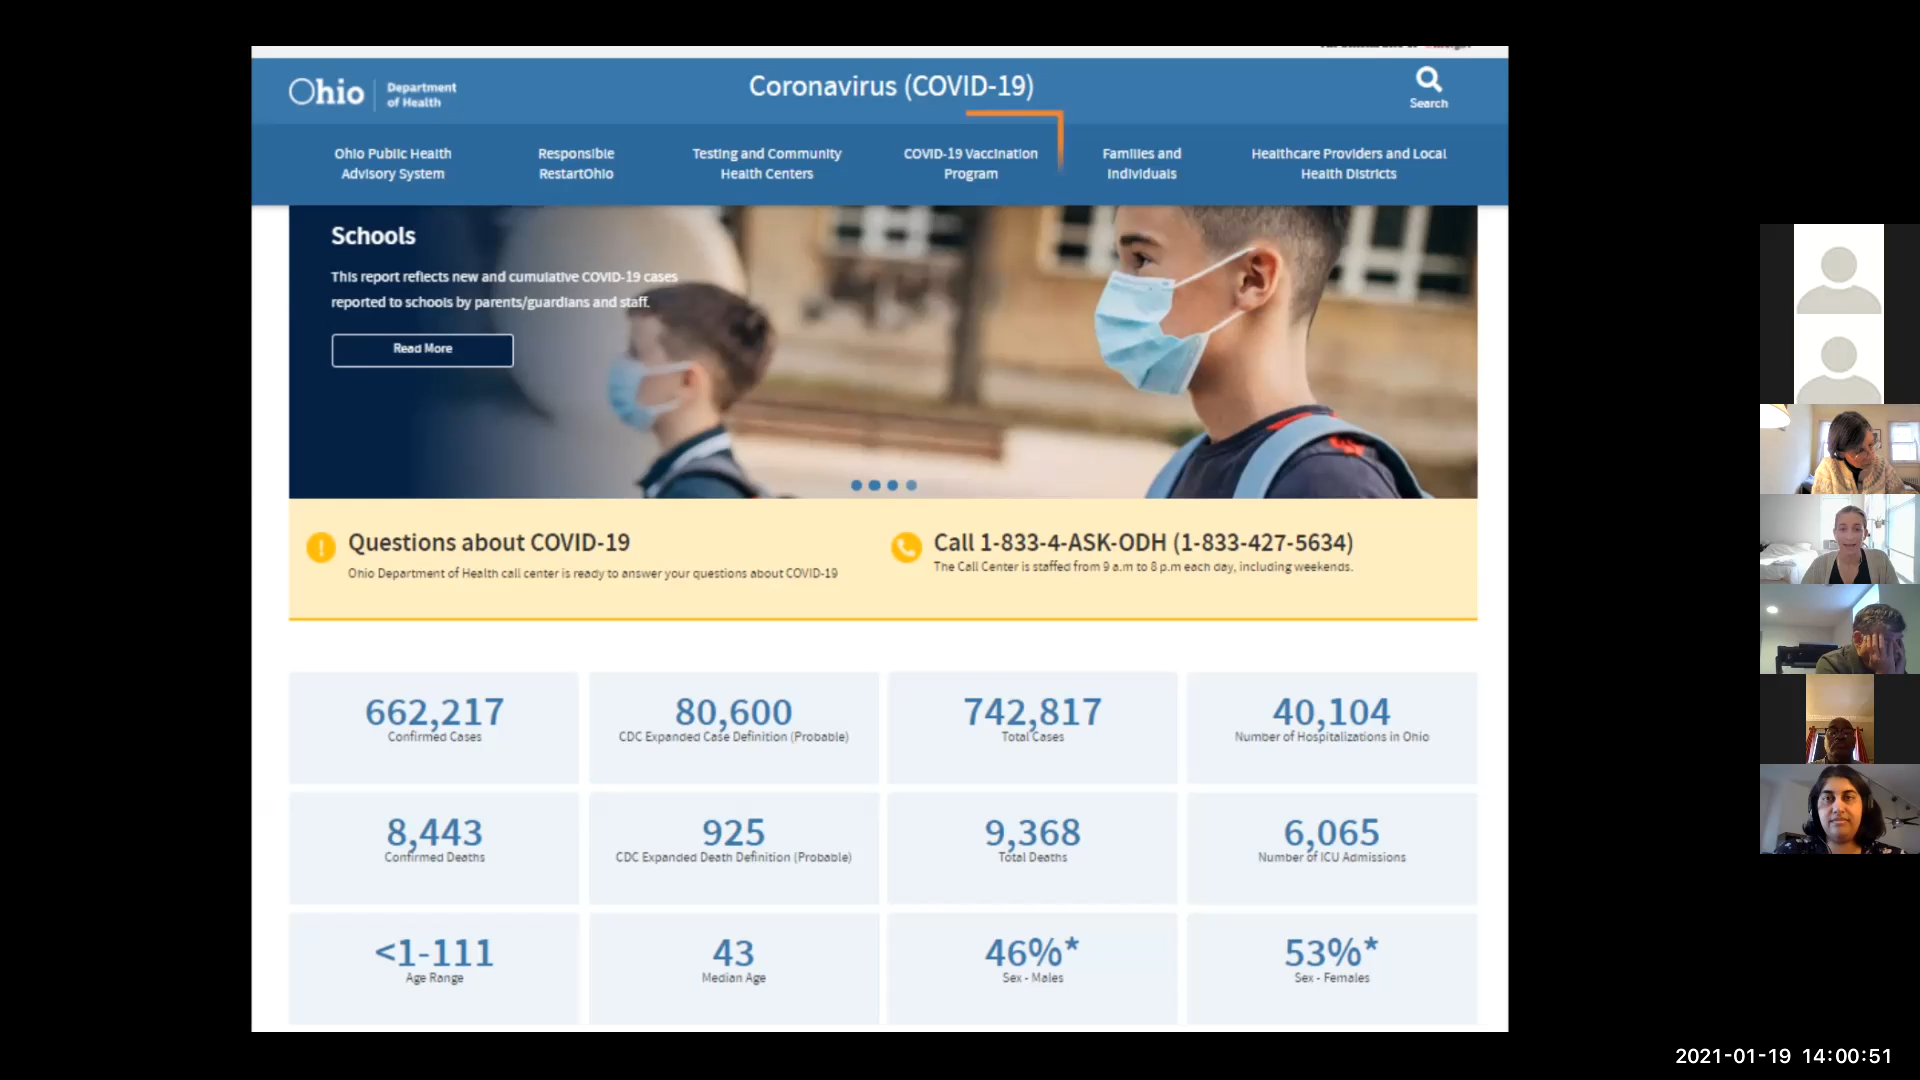 Ohio
Department
of Health
Coronavirus (COVID-19)
Search
Ohio Public Health
Advisory System
Responsible
RestartOhio
Testing and Community
Health Centers
COVID-19 Vaccination
Program
Families and
Individuals
Healthcare Providers and Local
Health Districts
Schools
This report reflects new and cumulative COVID-19 cases
reported to schools by parents/guardians and staff.
Read More
Questions about COVID-19
Ohio Department of Health call center is ready to answer your questions about COVID-19
Call 1-833-4-ASK-ODH (1-833-427-5634)
The Call Center is staffed from 9 a.m to 8 p.m each day, including weekends.
662,217
Confirmed Cases
80,600
CDC Expanded Case Definition (Probable)
742,817
Total Cases
40,104
Number of Hospitalizations in Ohio
8,443
Confirmed Deaths
925
CDC Expanded Death Definition (Probable)
9,368
Total Deaths
6,065
Number of ICU Admissions
<1-111
Age Range
43
Median Age
46%*
Sex - Males
53%*
Sex - Females
2021-01-19 14:00:51